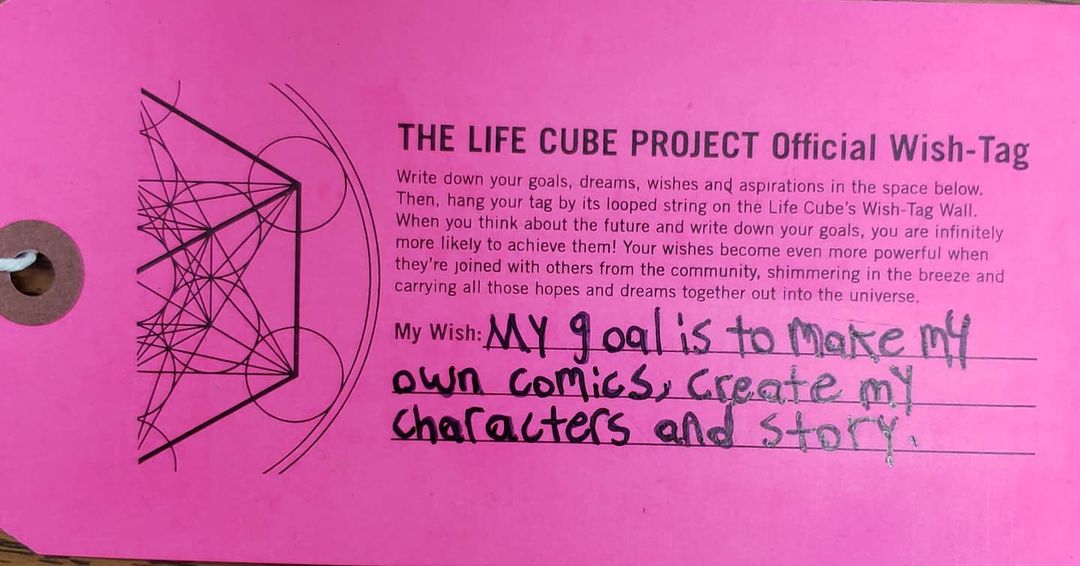 THE LIFE CUBE PROJECT Official Wish-Tag
Write down your goals, dreams, wishes and aspirations in the space below.
Then, hang your tag by its looped string on the Life Cube's Wish-Tag Wall.
When you think about the future and write down your goals, you are infinitely
more likely to achieve them! Your wishes become even more powerful when
they're joined with others from the community, shimmering in the breeze and
carrying all those hopes and dreams together out into the universe.
My Wish: MY goal is to make my
own comics, create my
characters and story.